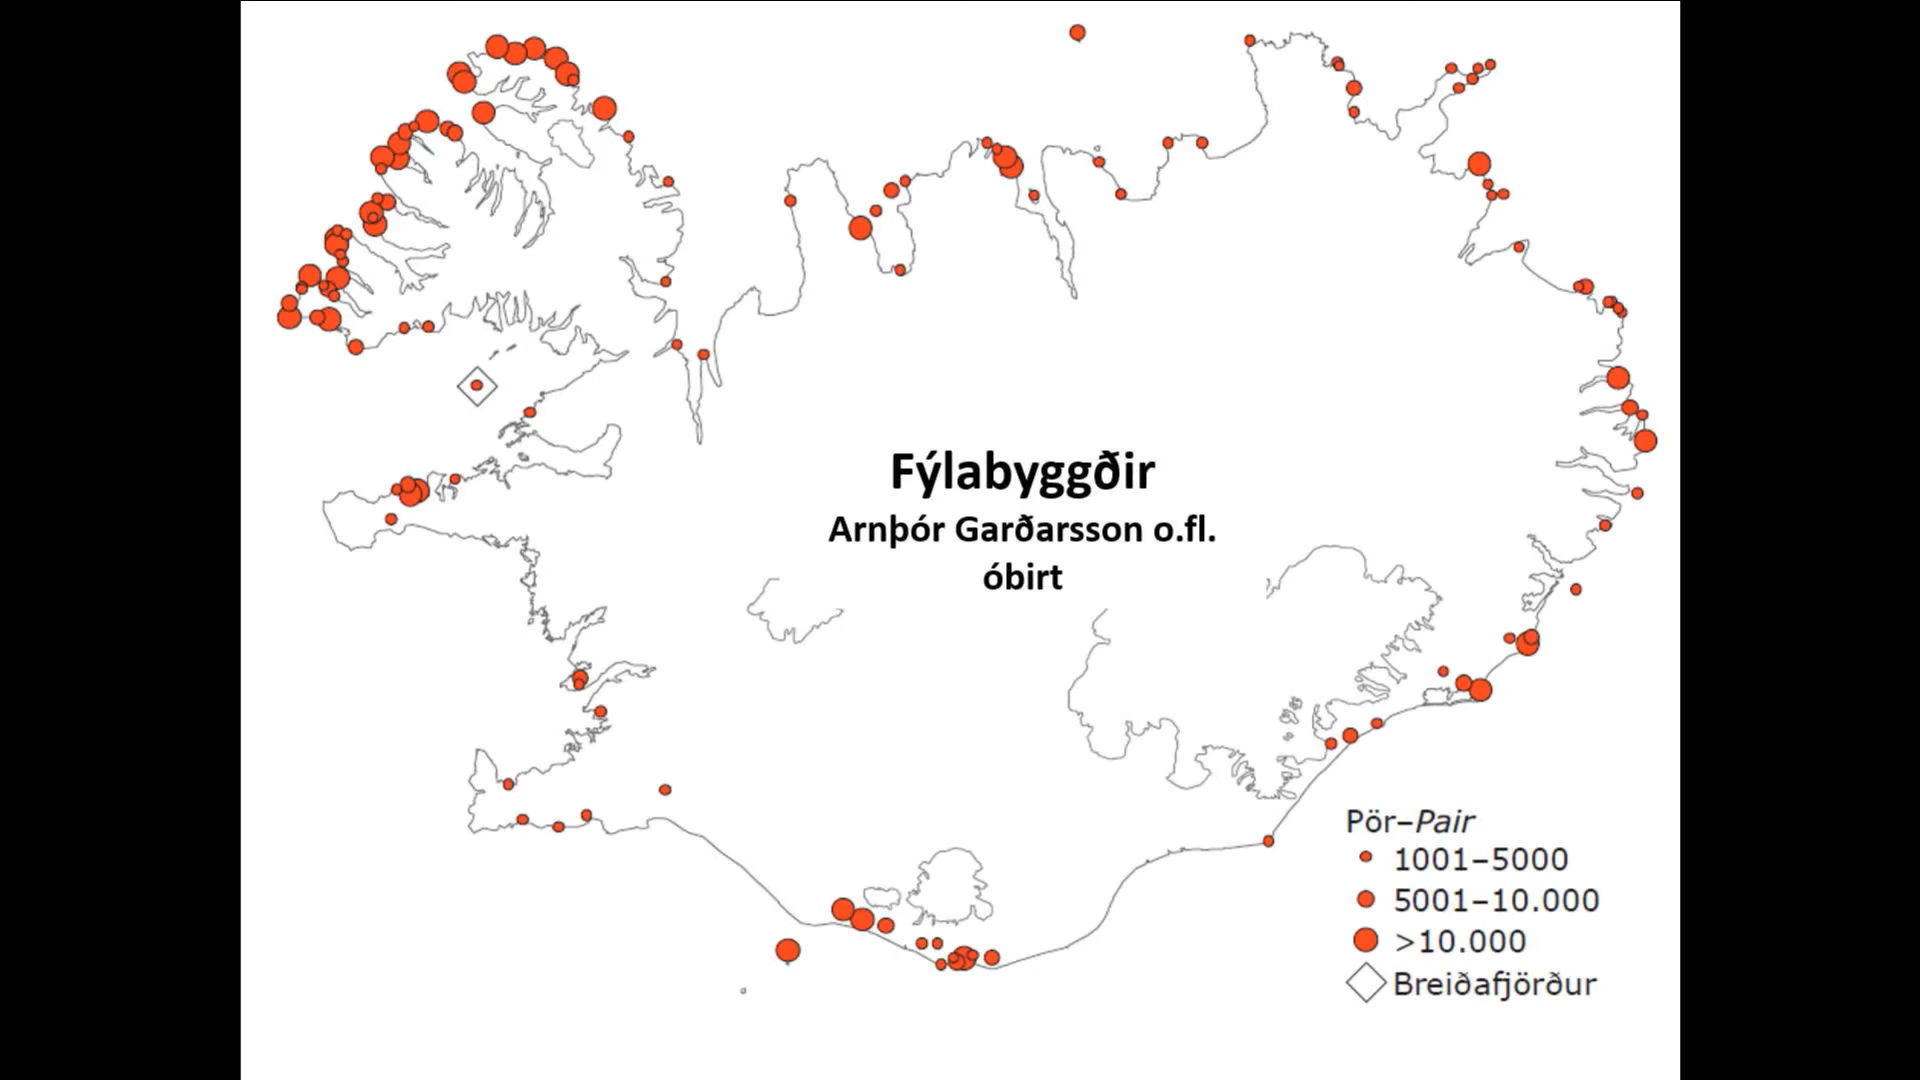 Fýlabyggðir
Arnþór Garðarsson o.fl.
óbirt
Pör–Pair
1001–5000
5001–10.000
>10.000
Breiðafjörður